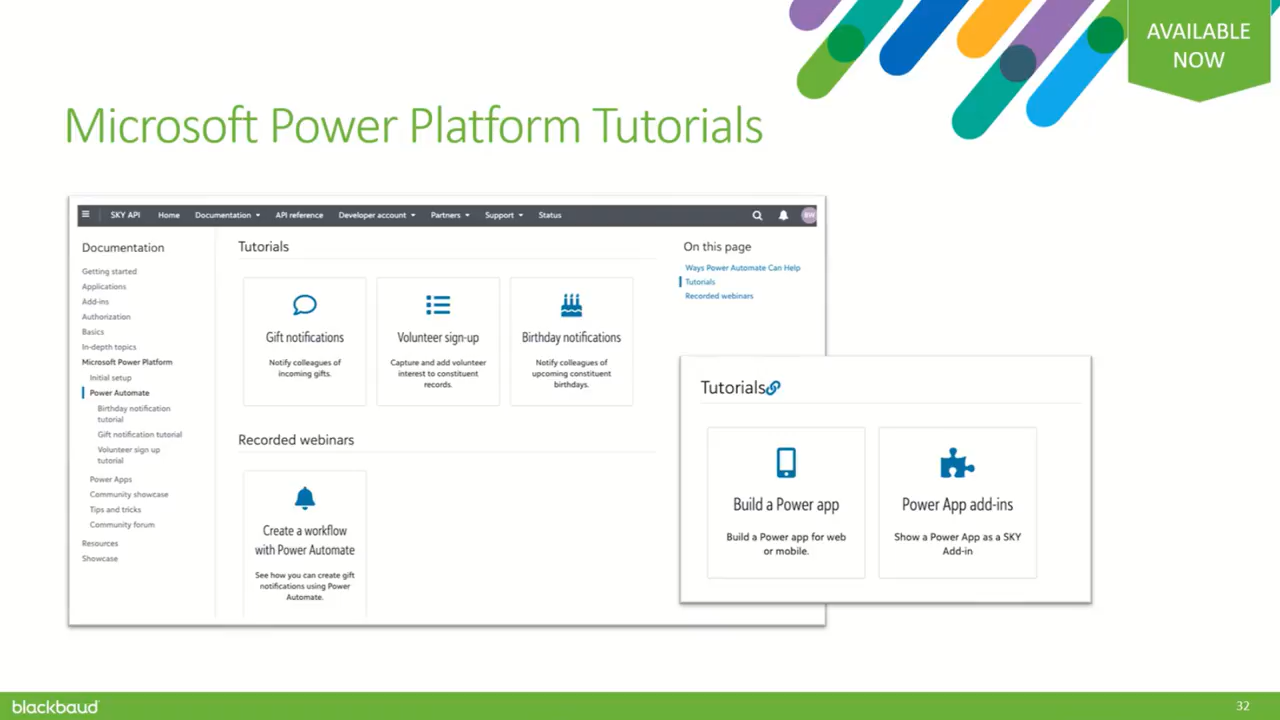 AVAILABLE
NOW
Microsoft Power Platform Tutorials
SKY API Home Documentation API reference Developer account Partners Support Status BW
Documentation
Getting started
Applications
Add-ins
Authorization
Basics
In-depth topics
Microsoft Power Platform
Initial setup
Power Automate
Birthday notification
tutorial
Gift notification tutorial
Volunteer sign up
tutorial
Power Apps
Community showcase
Tips and tricks
Community forum
Resources
Showcase
Tutorials
Gift notifications
Notify colleagues of
incoming gifts.
Volunteer sign-up
Capture and add volunteer
interest to constituent
records.
Birthday notifications
Notify colleagues of
upcoming constituent
birthdays.
Recorded webinars
Create a workflow
with Power Automate
See how you can create gift
notifications using Power
Automate.
On this page
Ways Power Automate Can Help
Tutorials
Recorded webinars
Tutorials
Build a Power app
Build a Power app for web
or mobile.
Power App add-ins
Show a Power App as a SKY
Add-in
blackbaud
32